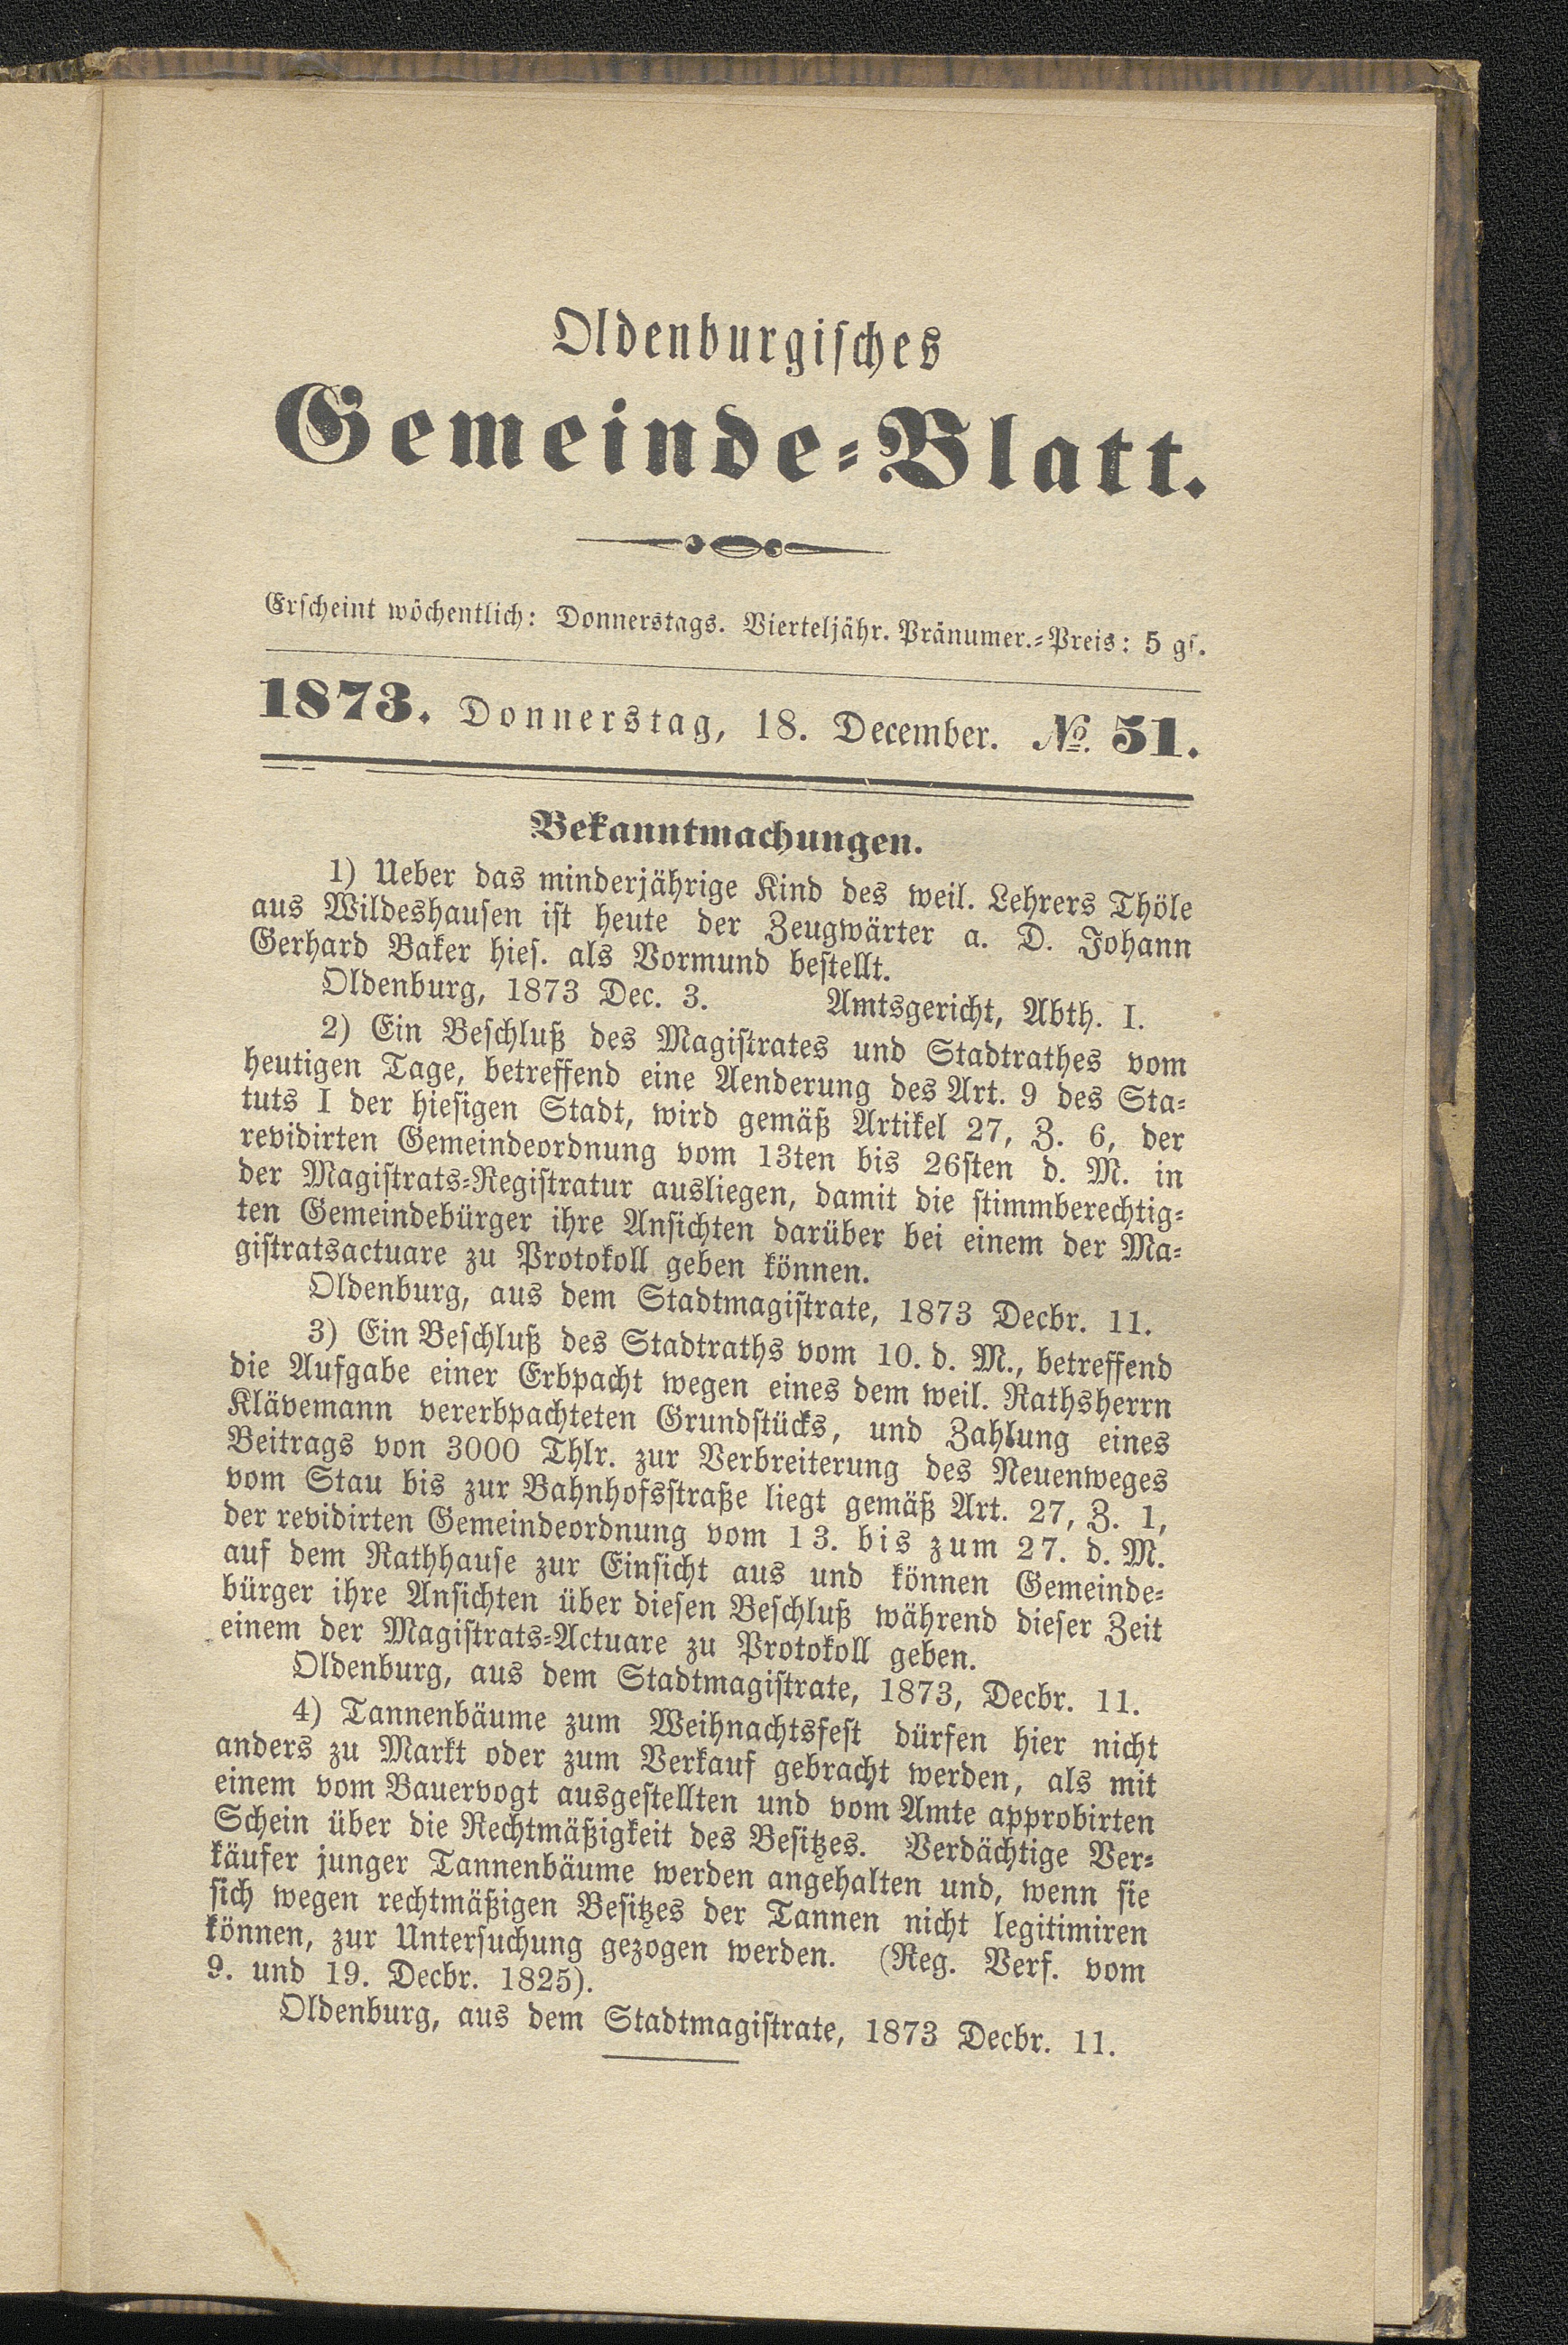 Oldenburgisches
Gemeinde-Blatt.
Erscheint wöchentlich: Donnerstags. Vierteljähr. Pränumer.-Preis: 5 gs.
1873. Donnerstag, 18. December. № 51.
Bekanntmachungen.
1) Ueber das minderjährige Kind des weil. Lehrers Thöle
aus Wildeshausen ist heute der Zeugwärter a. D. Johann
Gerhard Baker hies. als Vormund bestellt.
Oldenburg, 1873 Dec. 3. Amtsgericht, Abth. I.
2) Ein Beschluß des Magistrates und Stadtrathes vom
heutigen Tage, betreffend eine Aenderung des Art. 9 des Sta-
tuts I der hiesigen Stadt, wird gemäß Artikel 27, Z. 6, der
revidirten Gemeindeordnung vom 13ten bis 26sten d. M. in
der Magistrats-Registratur ausliegen, damit die stimmberechtig-
ten Gemeindebürger ihre Ansichten darüber bei einem der Ma-
gistratsactuare zu Protokoll geben können.
Oldenburg, aus dem Stadtmagistrate, 1873 Decbr. 11.
3) Ein Beschluß des Stadtraths vom 10. d. M., betreffend
die Aufgabe einer Erbpacht wegen eines dem weil. Rathsherrn
Klävemann vererbpachteten Grundstücks, und Zahlung eines
Beitrags von 3000 Thlr. zur Verbreiterung des Neuenweges
vom Stau bis zur Bahnhofsstraße liegt gemäß Art. 27, Z. 1,
der revidirten Gemeindeordnung vom 13. bis zum 27. d. M.
auf dem Rathhause zur Einsicht aus und können Gemeinde-
bürger ihre Ansichten über diesen Beschluß während dieser Zeit
einem der Magistrats-Actuare zu Protokoll geben.
Oldenburg, aus dem Stadtmagistrate, 1873, Decbr. 11.
4) Tannenbäume zum Weihnachtsfest dürfen hier nicht
anders zu Markt oder zum Verkauf gebracht werden, als mit
einem vom Bauervogt ausgestellten und vom Amte approbirten
Schein über die Rechtmäßigkeit des Besitzes. Verdächtige Ver-
käufer junger Tannenbäume werden angehalten und, wenn sie
sich wegen rechtmäßigen Besitzes der Tannen nicht legitimiren
können, zur Untersuchung gezogen werden. (Reg. Verf. vom
9. und 19. Decbr. 1825).
Oldenburg, aus dem Stadtmagistrate, 1873 Decbr. 11.